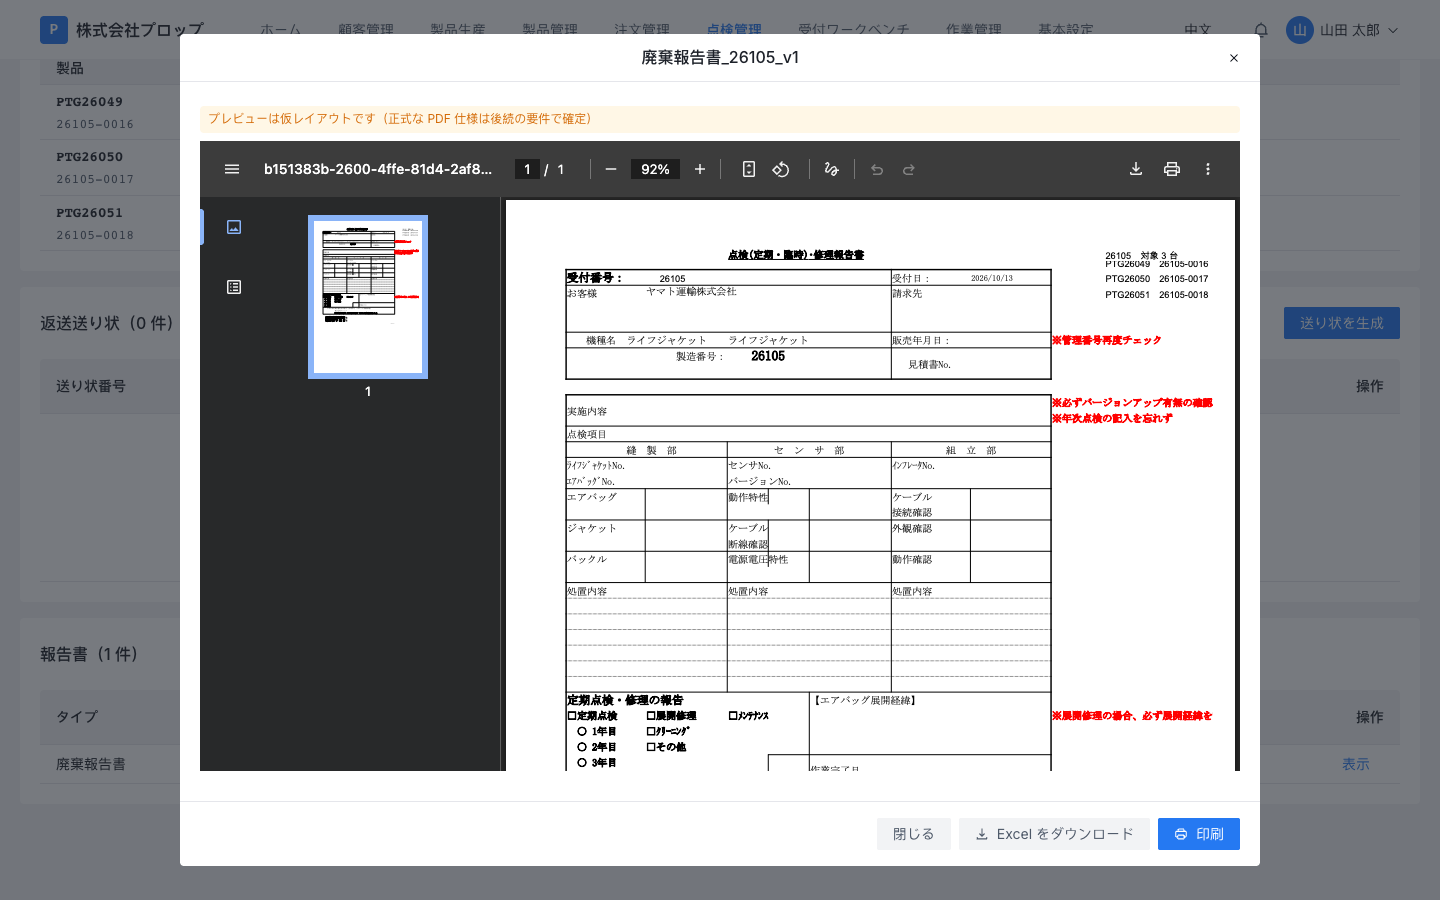 P 株式会社プロップ ホーム 顧客管理 製品生産 製品管理 注文管理 点検管理 受付ワークベンチ 作業管理 基本設定 中文 山 山田 太郎
製品
PTG26049
26105-0016
PTG26050
26105-0017
PTG26051
26105-0018
返送送り状 (0 件)
送り状を生成
送り状番号
操作
報告書 (1 件)
タイプ
操作
廃棄報告書
表示
廃棄報告書_26105_v1
プレビューは仮レイアウトです（正式な PDF 仕様は後続の要件で確定）
b151383b-2600-4ffe-81d4-2af8... 1 / 1 92%
1
点検（定期・臨時）・修理報告書
26105 対象 3 台
PTG26049 26105-0016
PTG26050 26105-0017
PTG26051 26105-0018
受付番号： 26105 受付日： 2026/10/13
お客様 ヤマト運輸株式会社 請求先
機種名 ライフジャケット ライフジャケット 販売年月日：
※管理番号再度チェック
製造番号： 26105 見積書No.
※必ずバージョンアップ有無の確認
実施内容
※年次点検の記入を忘れず
点検項目
縫 製 部 セ ン サ 部 組 立 部
ﾗｲﾌｼﾞｬｹｯﾄNo. センサNo. ｲﾝﾌﾚｰﾀNo.
ｴｱﾊﾞｯｸﾞNo. バージョンNo.
エアバッグ 動作特性 ケーブル
接続確認
ジャケット ケーブル 外観確認
断線確認
バックル 電源電圧特性 動作確認
処置内容 処置内容 処置内容
定期点検・修理の報告 【エアバッグ展開経緯】
□定期点検 □展開修理 □ﾒﾝﾃﾅﾝｽ
※展開修理の場合、必ず展開経緯を
○ 1年目 □ｸﾘｰﾆﾝｸﾞ
○ 2年目 □その他
○ 3年目
作業完了日
閉じる Excel をダウンロード 印刷